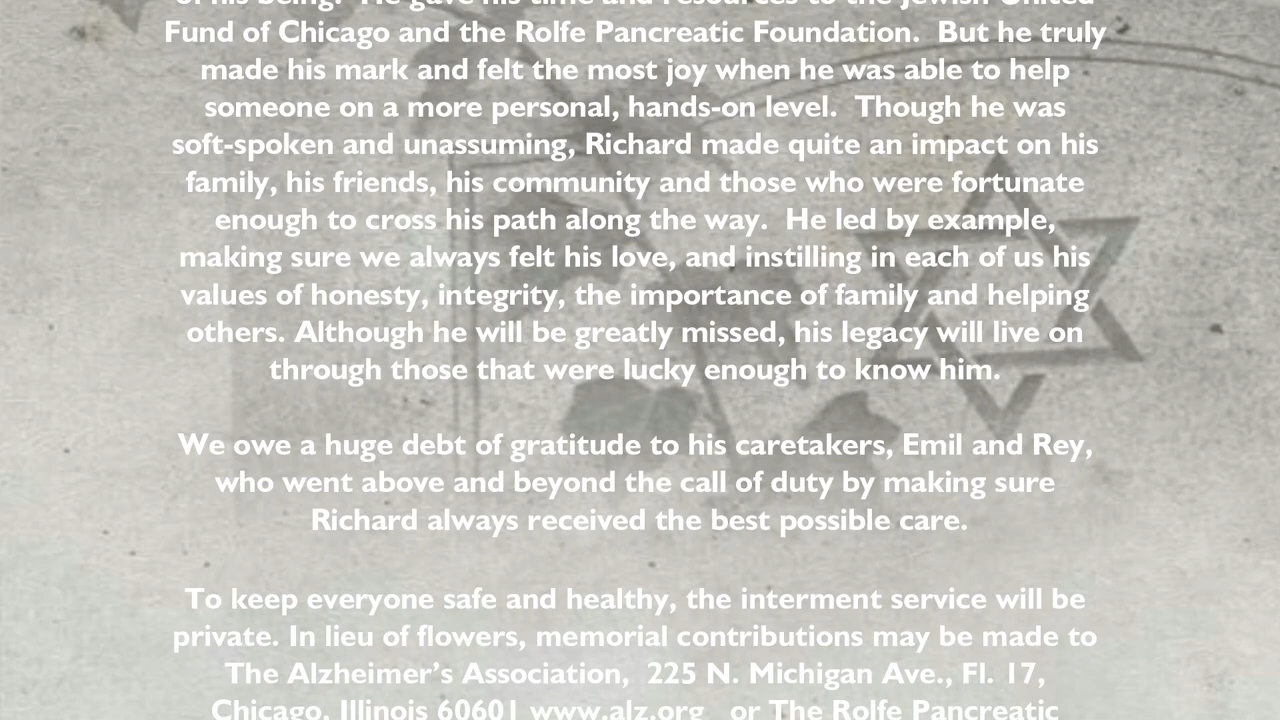 of his being.  He gave his time and resources to the Jewish United
Fund of Chicago and the Rolfe Pancreatic Foundation.  But he truly
made his mark and felt the most joy when he was able to help
someone on a more personal, hands-on level.  Though he was
soft-spoken and unassuming, Richard made quite an impact on his
family, his friends, his community and those who were fortunate
enough to cross his path along the way.  He led by example,
making sure we always felt his love, and instilling in each of us his
values of honesty, integrity, the importance of family and helping
others. Although he will be greatly missed, his legacy will live on
through those that were lucky enough to know him.
We owe a huge debt of gratitude to his caretakers, Emil and Rey,
who went above and beyond the call of duty by making sure
Richard always received the best possible care.
To keep everyone safe and healthy, the interment service will be
private. In lieu of flowers, memorial contributions may be made to
The Alzheimer’s Association,  225 N. Michigan Ave., Fl. 17,
Chicago, Illinois 60601 www.alz.org   or The Rolfe Pancreatic